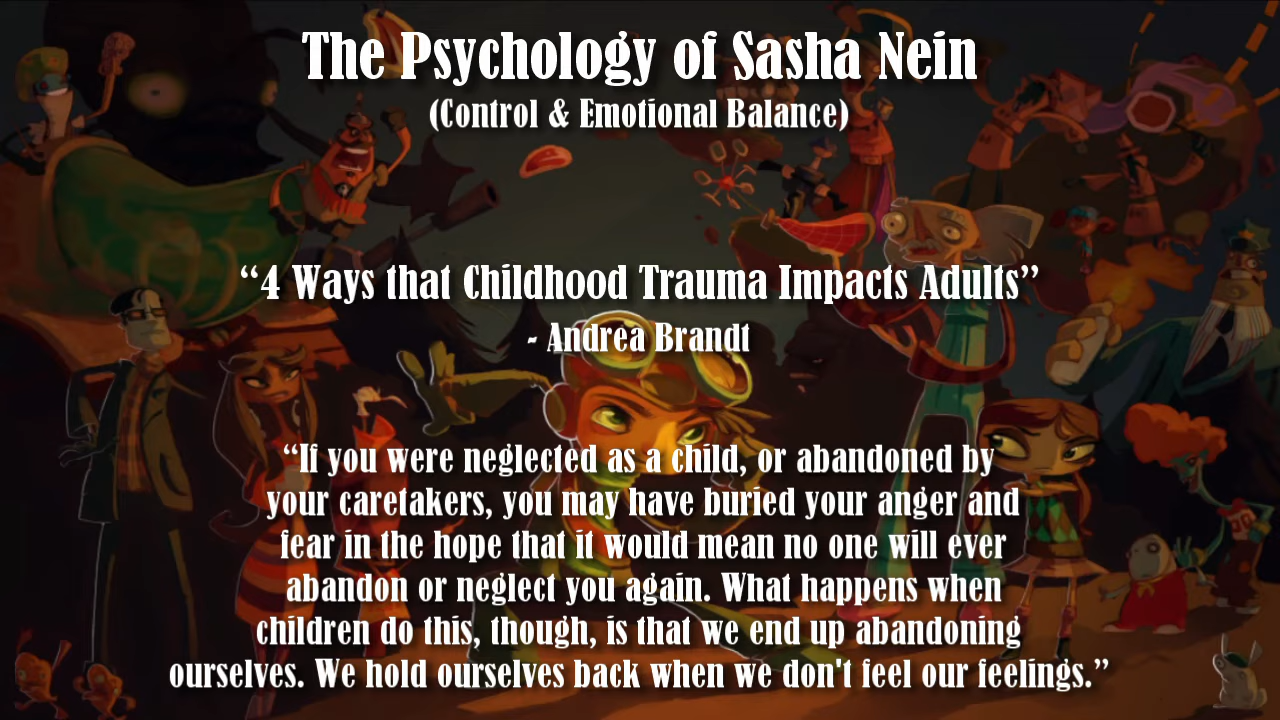 The Psychology of Sasha Nein
(Control & Emotional Balance)
“4 Ways that Childhood Trauma Impacts Adults”
- Andrea Brandt
“If you were neglected as a child, or abandoned by
your caretakers, you may have buried your anger and
fear in the hope that it would mean no one will ever
abandon or neglect you again. What happens when
children do this, though, is that we end up abandoning
ourselves. We hold ourselves back when we don't feel our feelings.”